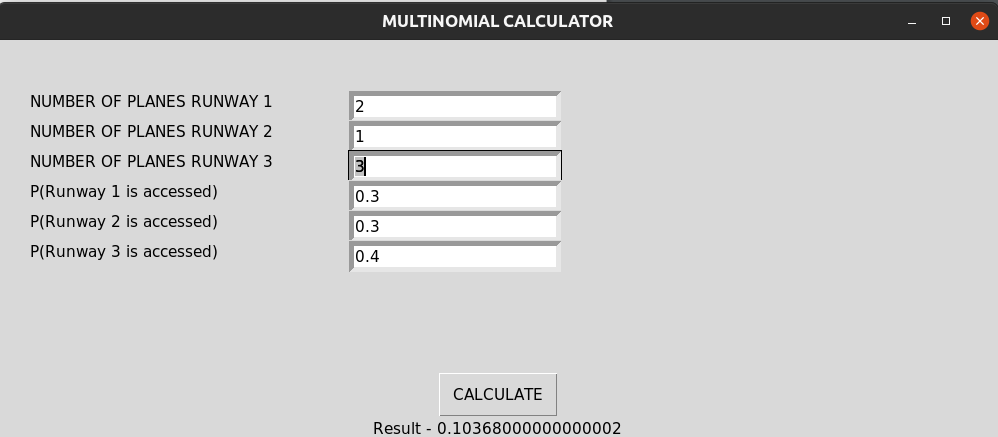 MULTINOMIAL CALCULATOR
NUMBER OF PLANES RUNWAY 1 2
NUMBER OF PLANES RUNWAY 2 1
NUMBER OF PLANES RUNWAY 3 3
P(Runway 1 is accessed) 0.3
P(Runway 2 is accessed) 0.3
P(Runway 3 is accessed) 0.4
CALCULATE
Result - 0.10368000000000002